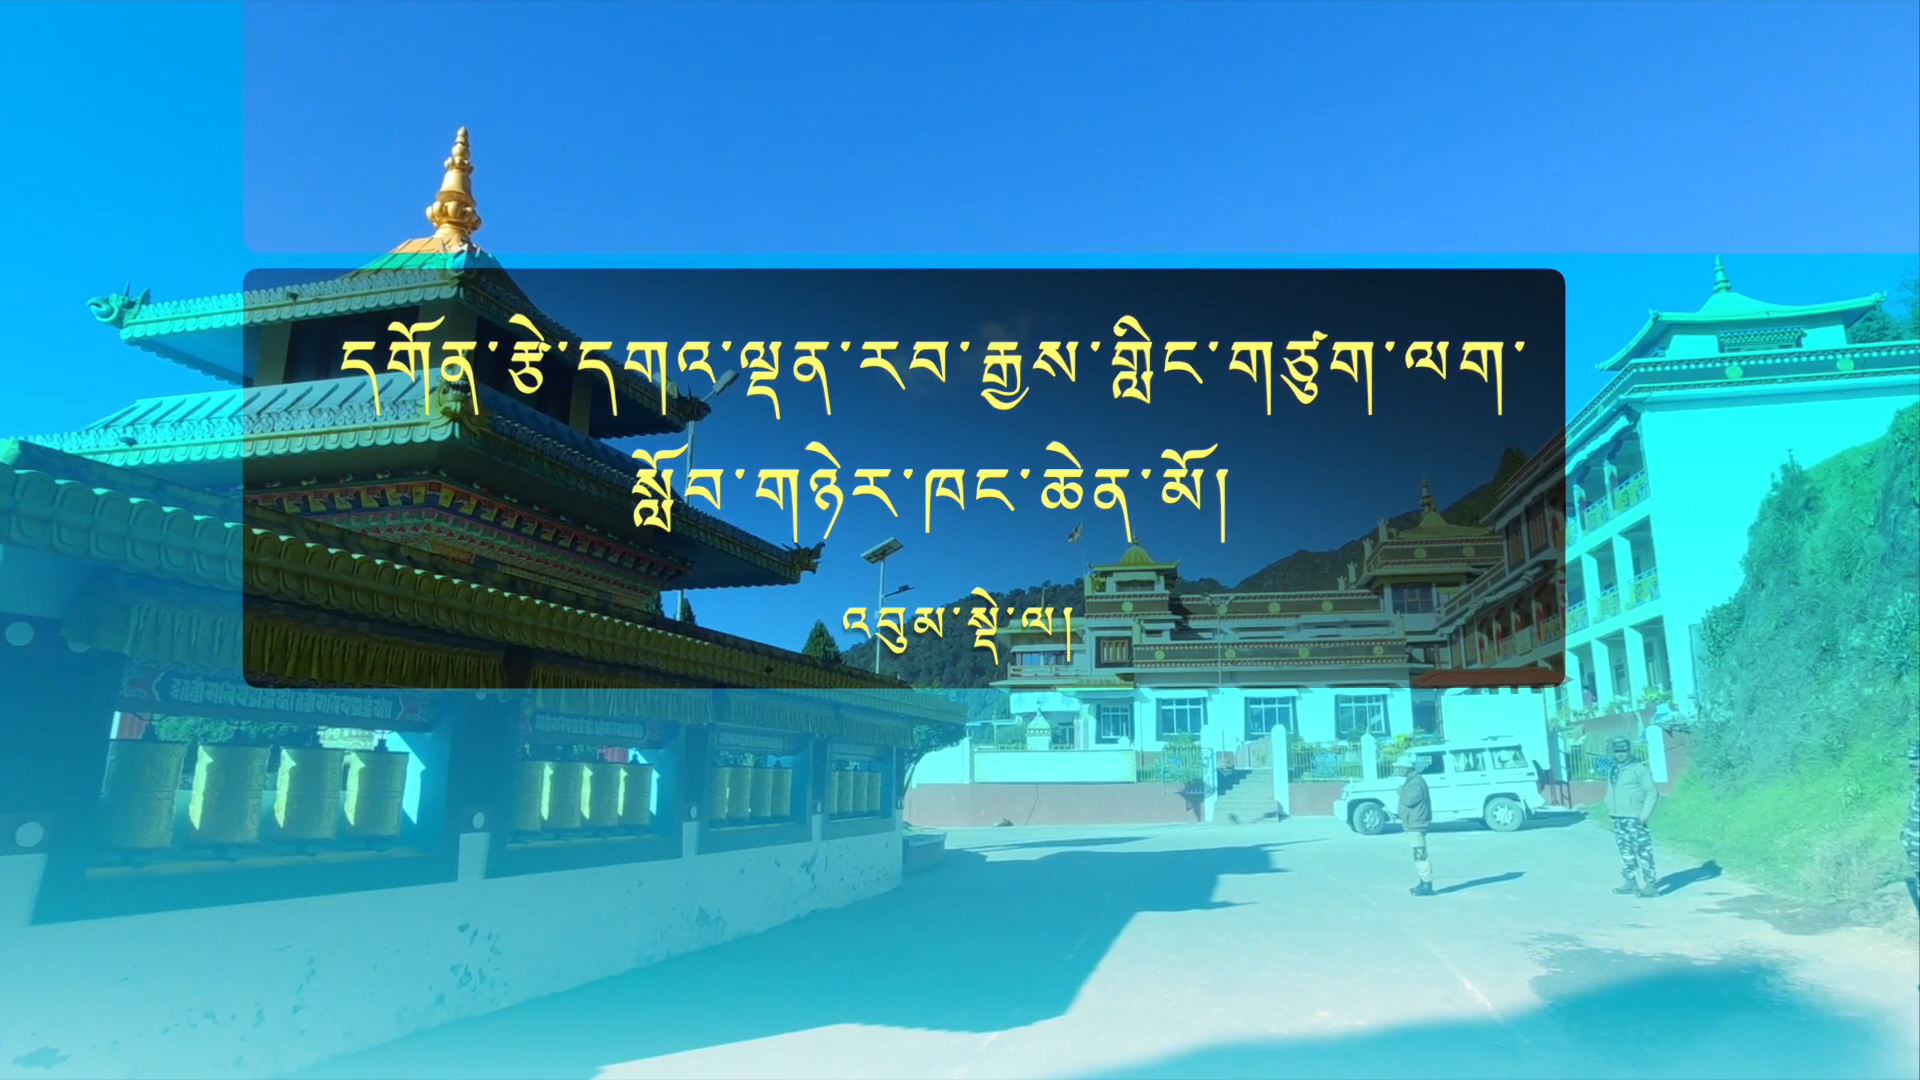 དགོན་རྩེ་དགའ་ལྡན་རབ་རྒྱས་གླིང་གཙུག་ལག་
སློབ་གཉེར་ཁང་ཆེན་མོ།
འབུམ་སྡེ་ལ།